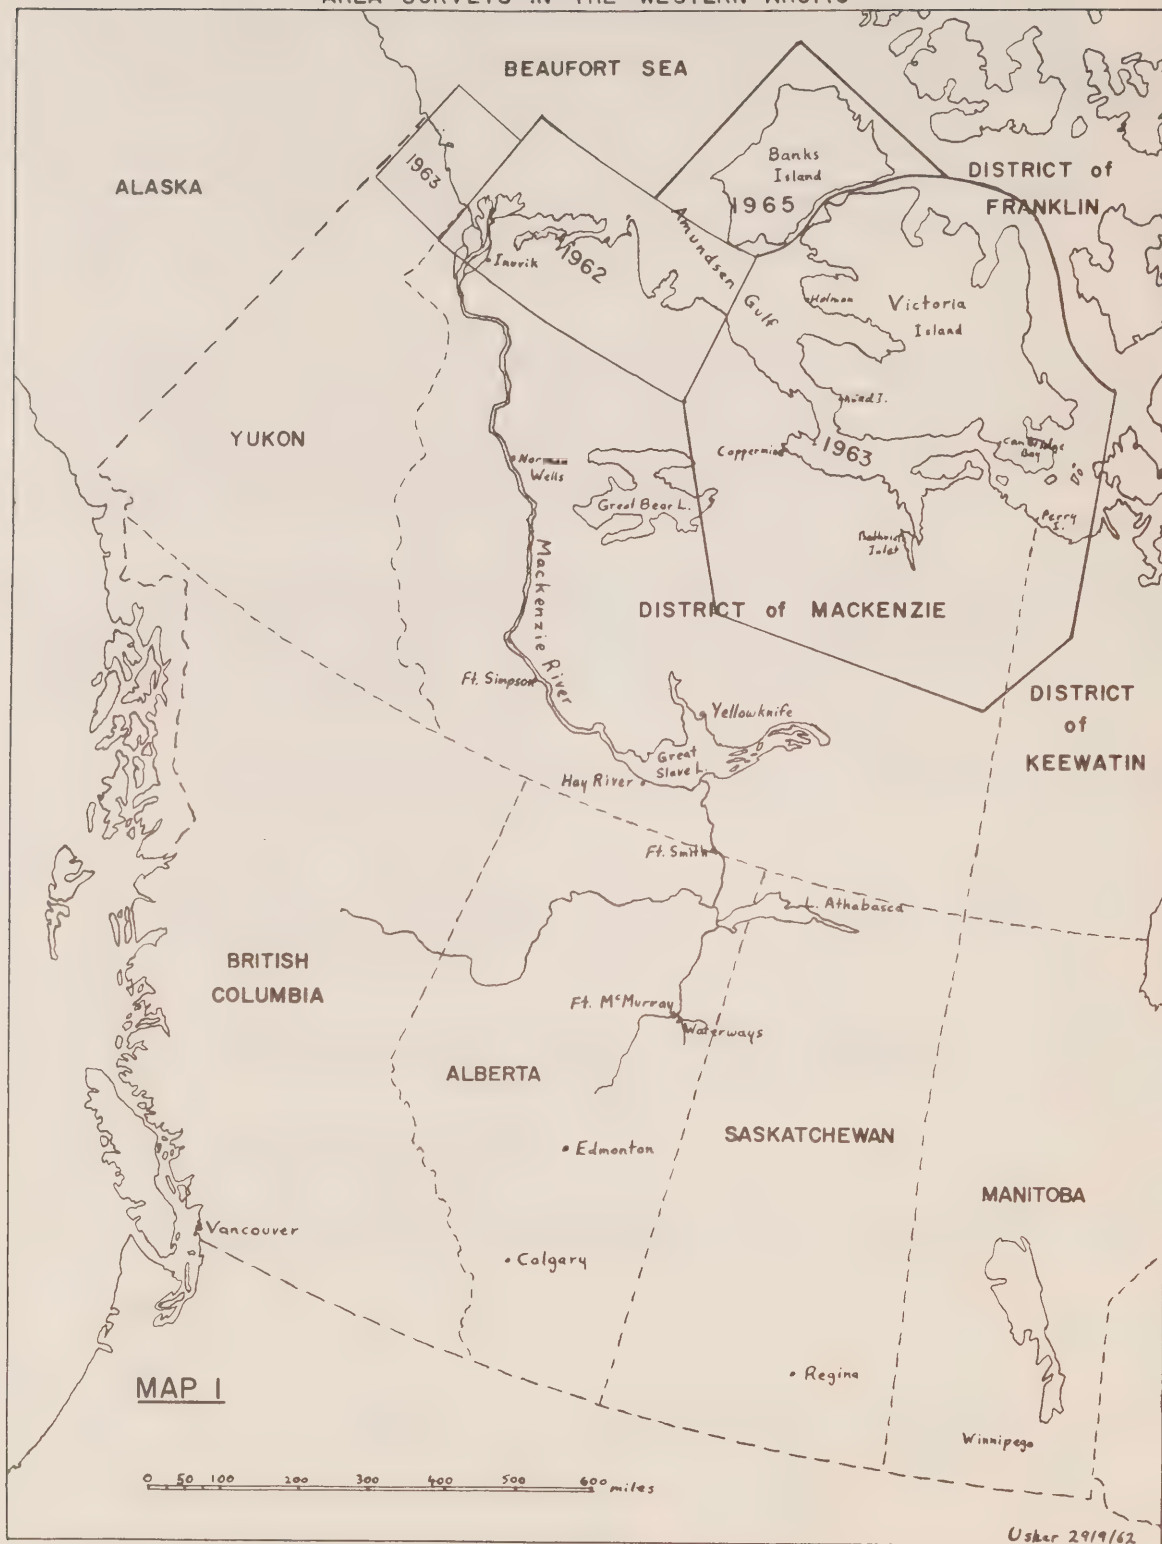 AREA SURVEYS IN THE WESTERN ARCTIC
BEAUFORT SEA
ALASKA
1963
Banks
Island
1965
DISTRICT of
FRANKLIN
Amundsen
Gulf
Inuvik
1962
Holman
Victoria
Island
YUKON
Norman
Wells
Great Bear L.
Coppermine
1963
Cambridge
Bay
Perry
I.
Bathurst
Inlet
Mackenzie River
DISTRICT of MACKENZIE
Ft. Simpson
Yellowknife
Great
Slave L.
Hay River
DISTRICT
of
KEEWATIN
Ft. Smith
L. Athabasca
BRITISH
COLUMBIA
Ft. McMurray
Waterways
ALBERTA
Edmonton
SASKATCHEWAN
MANITOBA
Vancouver
Calgary
MAP 1
Regina
Winnipeg
0 50 100 200 300 400 500 600 miles
Usher 29/9/62